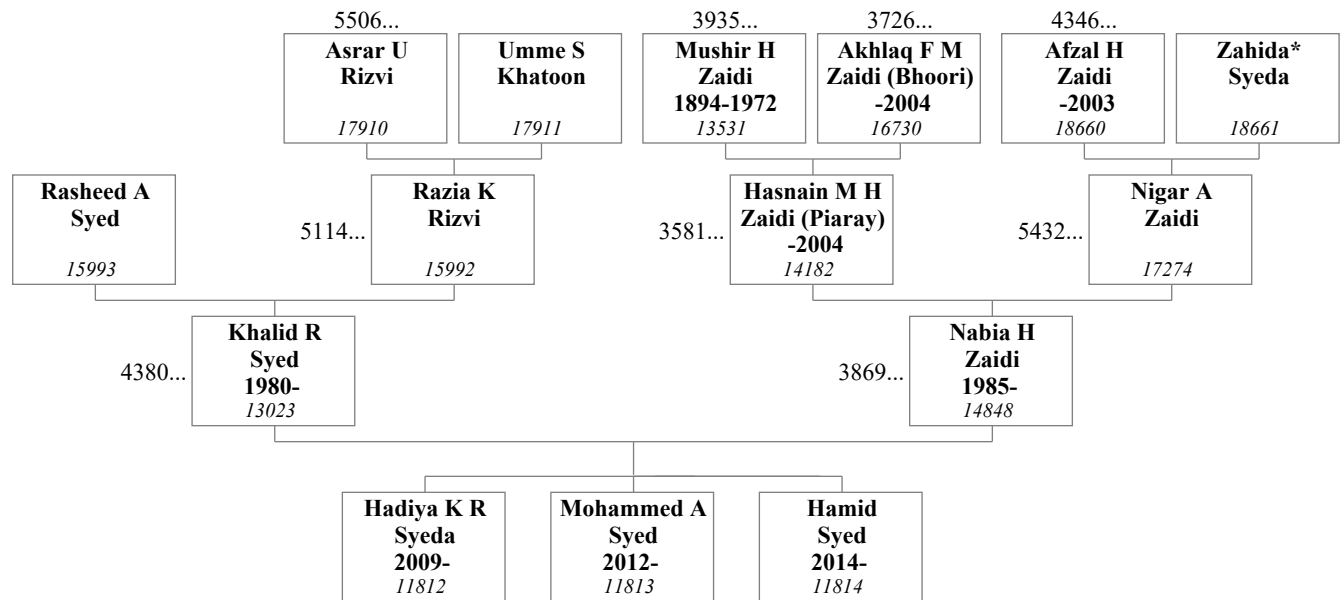 5506...
3935...
3726...
4346...
Asrar U
Rizvi
17910
Umme S
Khatoon
17911
Mushir H
Zaidi
1894-1972
13531
Akhlaq F M
Zaidi (Bhoori)
-2004
16730
Afzal H
Zaidi
-2003
18660
Zahida*
Syeda
18661
Rasheed A
Syed
15993
5114...
Razia K
Rizvi
15992
3581...
Hasnain M H
Zaidi (Piaray)
-2004
14182
5432...
Nigar A
Zaidi
17274
4380...
Khalid R
Syed
1980-
13023
3869...
Nabia H
Zaidi
1985-
14848
Hadiya K R
Syeda
2009-
11812
Mohammed A
Syed
2012-
11813
Hamid
Syed
2014-
11814